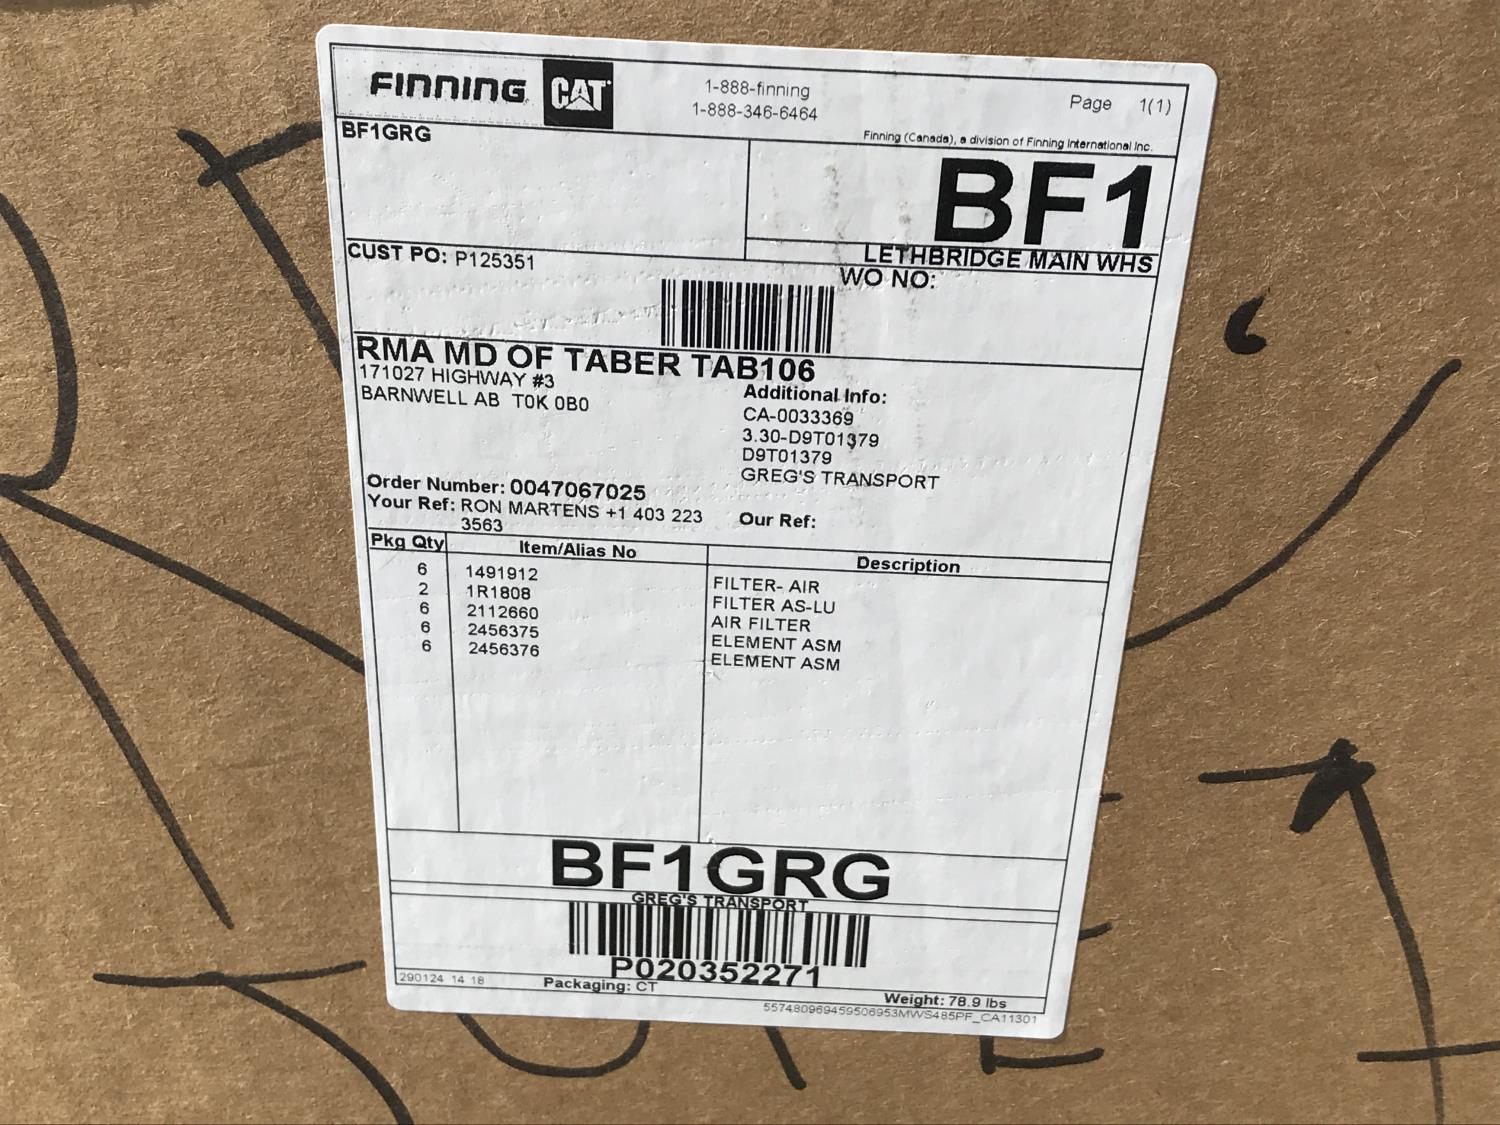 FINNING CAT
1-888-finning
1-888-346-6464
Page 1(1)
Finning (Canada), a division of Finning International Inc.
BF1GRG
BF1
LETHBRIDGE MAIN WHS
CUST PO: P125351
WO NO:
RMA MD OF TABER TAB106
171027 HIGHWAY #3
BARNWELL AB T0K 0B0
Additional Info:
CA-0033369
3.30-D9T01379
D9T01379
GREG'S TRANSPORT
Order Number: 0047067025
Your Ref: RON MARTENS +1 403 223
3563
Our Ref:
Pkg Qty Item/Alias No Description
6 1491912 FILTER- AIR
2 1R1808 FILTER AS-LU
6 2112660 AIR FILTER
6 2456375 ELEMENT ASM
6 2456376 ELEMENT ASM
BF1GRG
GREG'S TRANSPORT
P020352271
290124 14 18
Packaging: CT
Weight: 78.9 lbs
557480969459506953MWS485PF_CA11301